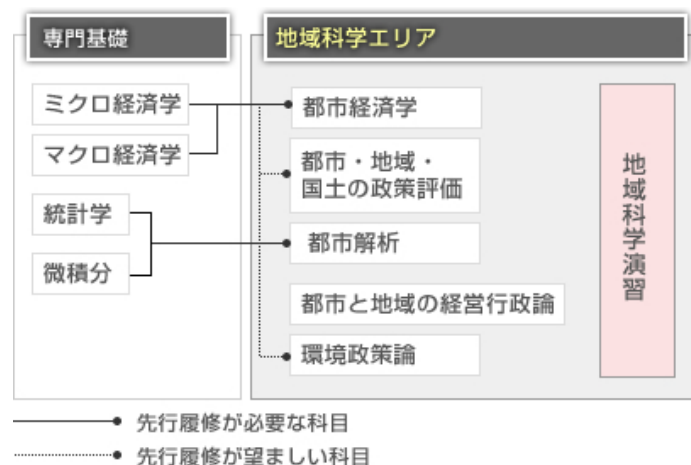 専門基礎
地域科学エリア
ミクロ経済学
マクロ経済学
統計学
微積分
都市経済学
都市・地域・
国土の政策評価
都市解析
都市と地域の経営行政論
環境政策論
地域科学演習
先行履修が必要な科目
先行履修が望ましい科目